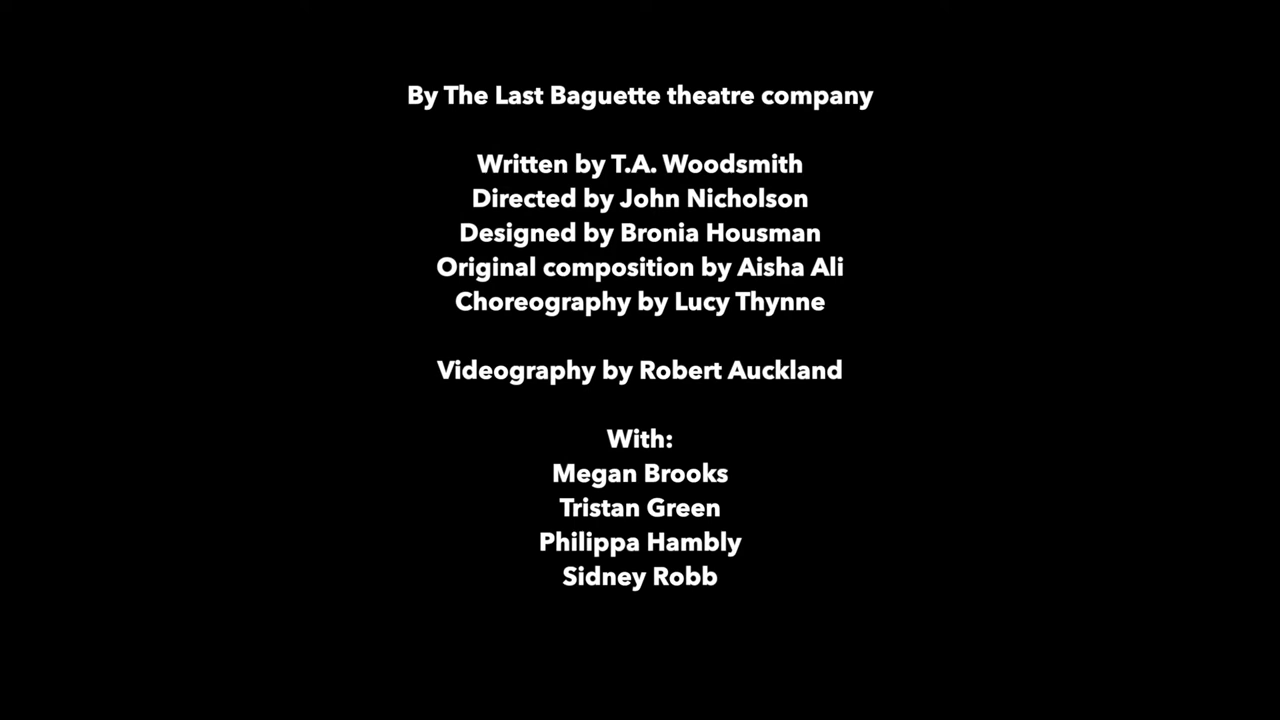 By The Last Baguette theatre company
Written by T.A. Woodsmith
Directed by John Nicholson
Designed by Bronia Housman
Original composition by Aisha Ali
Choreography by Lucy Thynne
Videography by Robert Auckland
With:
Megan Brooks
Tristan Green
Philippa Hambly
Sidney Robb